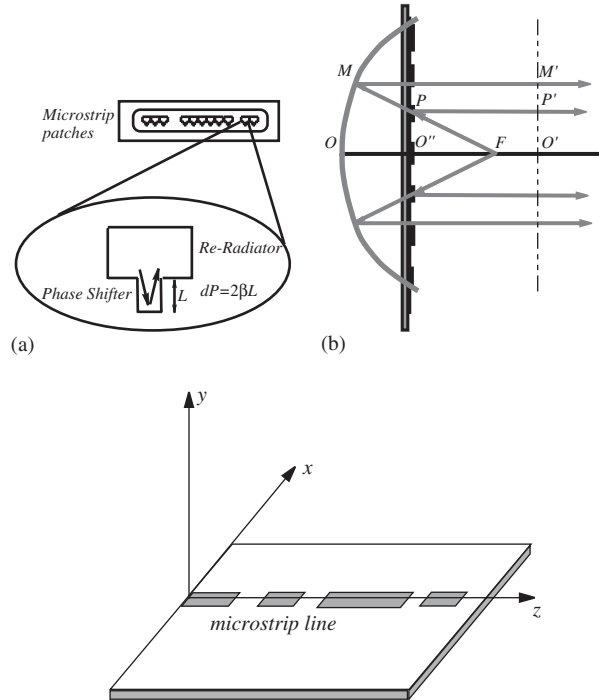 Microstrip
patches
Re-Radiator
Phase Shifter
L
dP=2βL
(a)
M
M'
P
P'
O
O''
F
O'
(b)
y
x
z
microstrip line